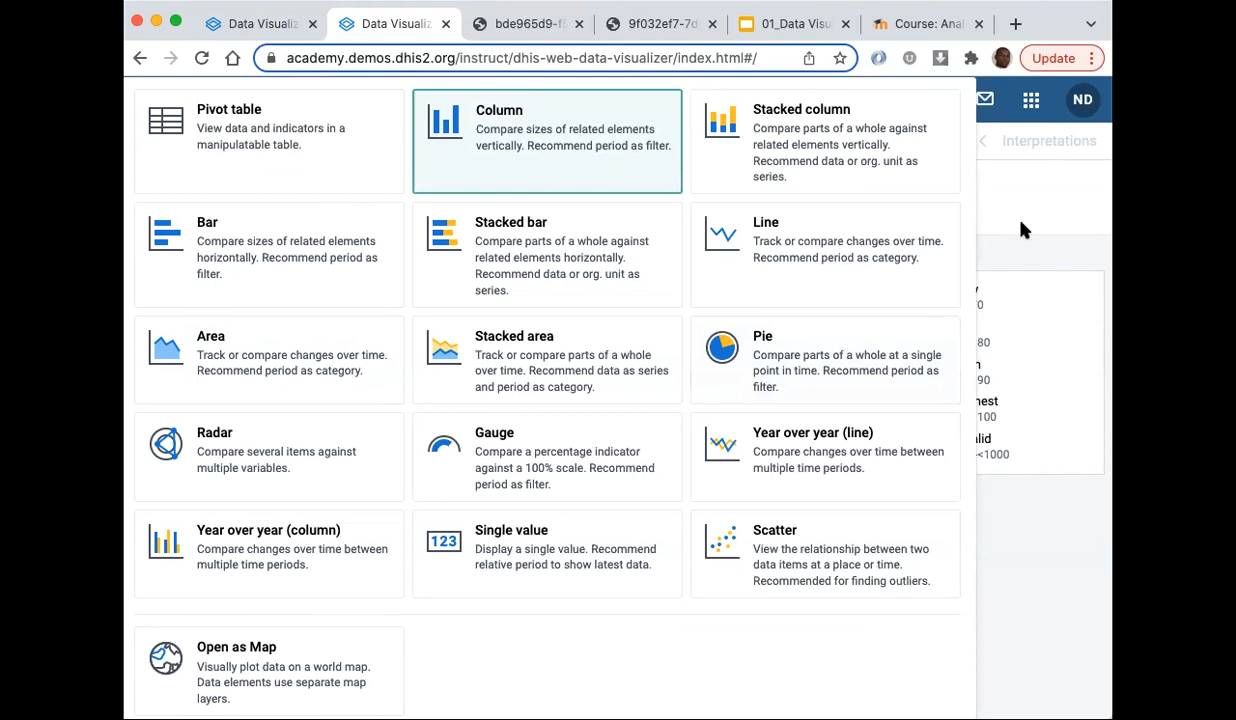 Data Visualiz
Data Visualiz
bde965d9-f5
9f032ef7-7d
01_Data Visu
Course: Ana
academy.demos.dhis2.org/instruct/dhis-web-data-visualizer/index.html#/
Update
ND
Interpretations
Pivot table
View data and indicators in a
manipulatable table.
Column
Compare sizes of related elements
vertically. Recommend period as filter.
Stacked column
Compare parts of a whole against
related elements vertically.
Recommend data or org. unit as
series.
Bar
Compare sizes of related elements
horizontally. Recommend period as
filter.
Stacked bar
Compare parts of a whole against
related elements horizontally.
Recommend data or org. unit as
series.
Line
Track or compare changes over time.
Recommend period as category.
Area
Track or compare changes over time.
Recommend period as category.
Stacked area
Track or compare parts of a whole
over time. Recommend data as series
and period as category.
Pie
Compare parts of a whole at a single
point in time. Recommend period as
filter.
Radar
Compare several items against
multiple variables.
Gauge
Compare a percentage indicator
against a 100% scale. Recommend
period as filter.
Year over year (line)
Compare changes over time between
multiple time periods.
Year over year (column)
Compare changes over time between
multiple time periods.
123
Single value
Display a single value. Recommend
relative period to show latest data.
Scatter
View the relationship between two
data items at a place or time.
Recommended for finding outliers.
Open as Map
Visually plot data on a world map.
Data elements use separate map
layers.
80
90
nest
100
alid
<1000